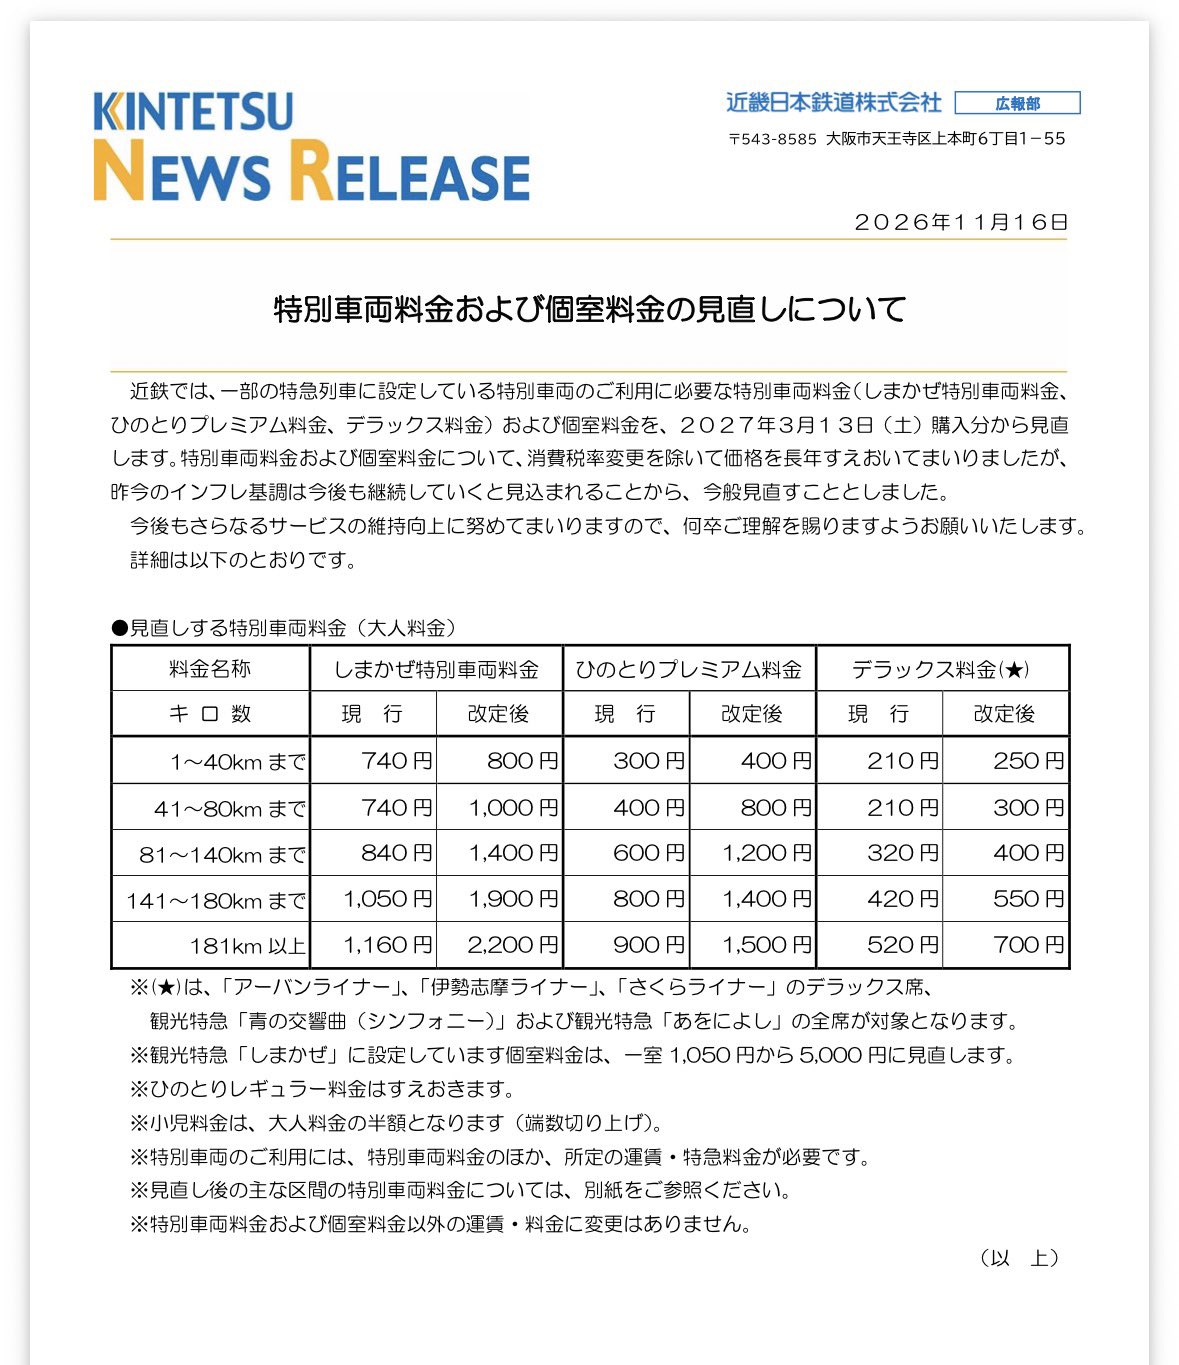 KINTETSU
NEWS RELEASE
近畿日本鉄道株式会社 広報部
〒543-8585 大阪市天王寺区上本町6丁目1－55
２０２６年１１月１６日
特別車両料金および個室料金の見直しについて
近鉄では、一部の特急列車に設定している特別車両のご利用に必要な特別車両料金（しまかぜ特別車両料金、
ひのとりプレミアム料金、デラックス料金）および個室料金を、２０２７年３月１３日（土）購入分から見直
します。特別車両料金および個室料金について、消費税率変更を除いて価格を長年すえおいてまいりましたが、
昨今のインフレ基調は今後も継続していくと見込まれることから、今般見直すこととしました。
今後もさらなるサービスの維持向上に努めてまいりますので、何卒ご理解を賜りますようお願いいたします。
詳細は以下のとおりです。
●見直しする特別車両料金（大人料金）
料金名称 しまかぜ特別車両料金 ひのとりプレミアム料金 デラックス料金(★)
キ ロ 数 現　行 改定後 現　行 改定後 現　行 改定後
1～40km まで 740 円 800 円 300 円 400 円 210 円 250 円
41～80km まで 740 円 1,000 円 400 円 800 円 210 円 300 円
81～140km まで 840 円 1,400 円 600 円 1,200 円 320 円 400 円
141～180km まで 1,050 円 1,900 円 800 円 1,400 円 420 円 550 円
181km 以上 1,160 円 2,200 円 900 円 1,500 円 520 円 700 円
※(★)は、「アーバンライナー」、「伊勢志摩ライナー」、「さくらライナー」のデラックス席、
観光特急「青の交響曲（シンフォニー）」および観光特急「あをによし」の全席が対象となります。
※観光特急「しまかぜ」に設定しています個室料金は、一室 1,050 円から 5,000 円に見直します。
※ひのとりレギュラー料金はすえおきます。
※小児料金は、大人料金の半額となります（端数切り上げ）。
※特別車両のご利用には、特別車両料金のほか、所定の運賃・特急料金が必要です。
※見直し後の主な区間の特別車両料金については、別紙をご参照ください。
※特別車両料金および個室料金以外の運賃・料金に変更はありません。
（以　上）